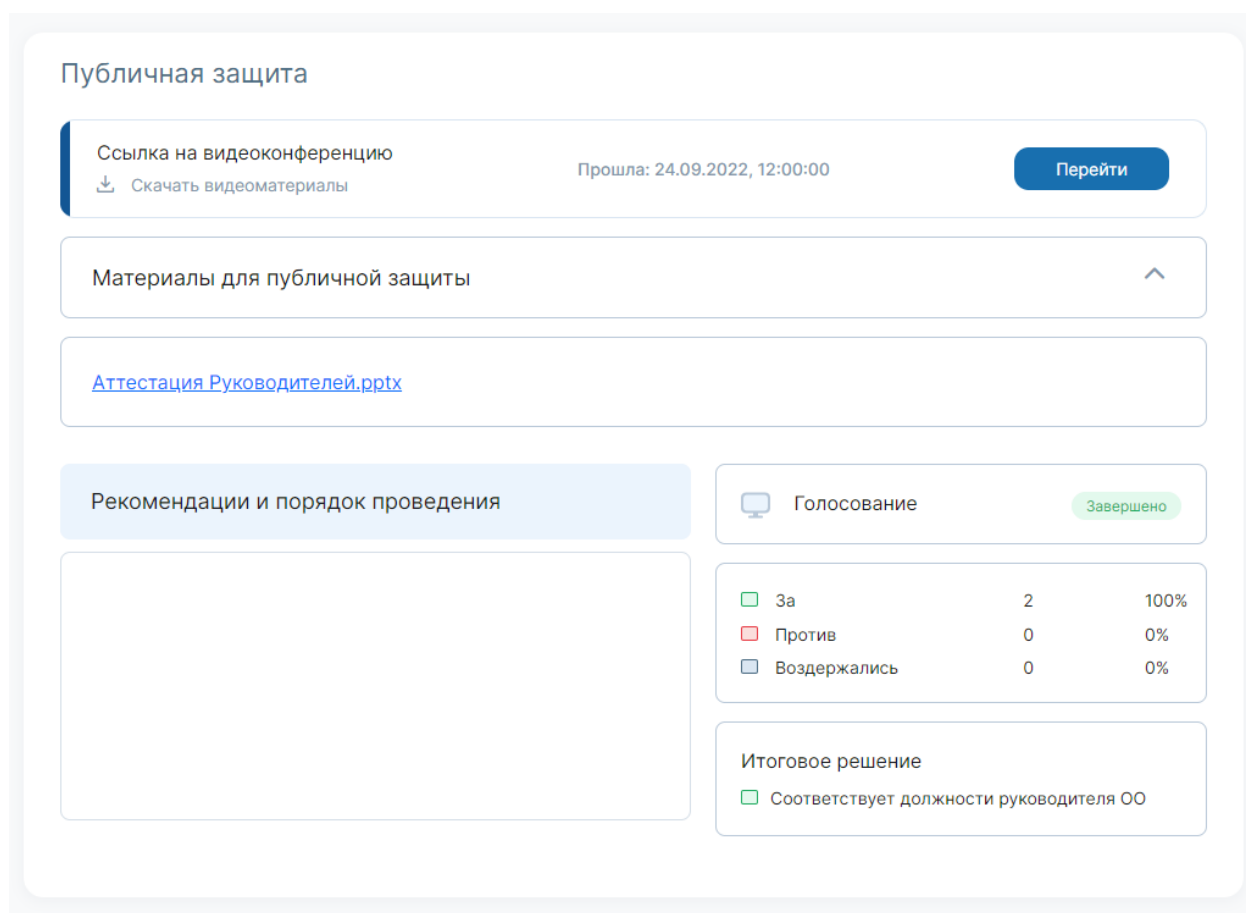 Публичная защита
Ссылка на видеоконференцию
Скачать видеоматериалы
Прошла: 24.09.2022, 12:00:00
Перейти
Материалы для публичной защиты
Аттестация Руководителей.pptx
Рекомендации и порядок проведения
Голосование
Завершено
За 2 100%
Против 0 0%
Воздержались 0 0%
Итоговое решение
Соответствует должности руководителя ОО